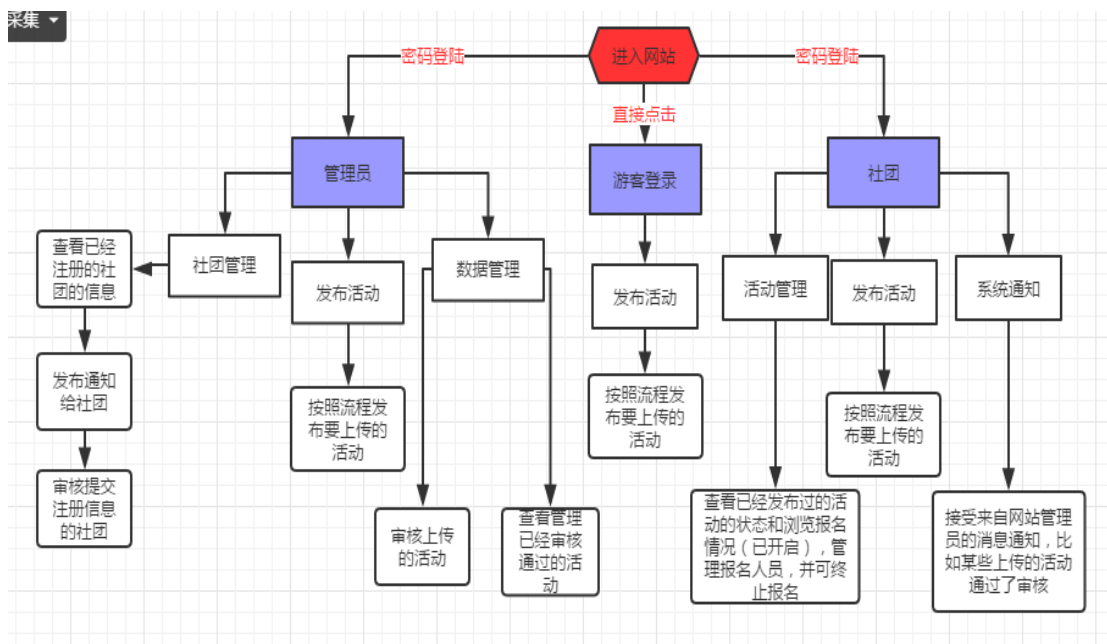 采集
密码登陆
进入网站
密码登陆
直接点击
管理员
游客登录
社团
查看已经
注册的社
团的信息
社团管理
发布活动
数据管理
发布活动
活动管理
发布活动
系统通知
发布通知
给社团
按照流程发
布要上传的
活动
按照流程发
布要上传的
活动
按照流程发
布要上传的
活动
审核提交
注册信息
的社团
审核上传
的活动
查看管理
已经审核
通过的活
动
查看已经发布过的活
动的状态和浏览报名
情况（已开启），管
理报名人员，并可终
止报名
接受来自网站管理
员的消息通知，比
如某些上传的活动
通过了审核